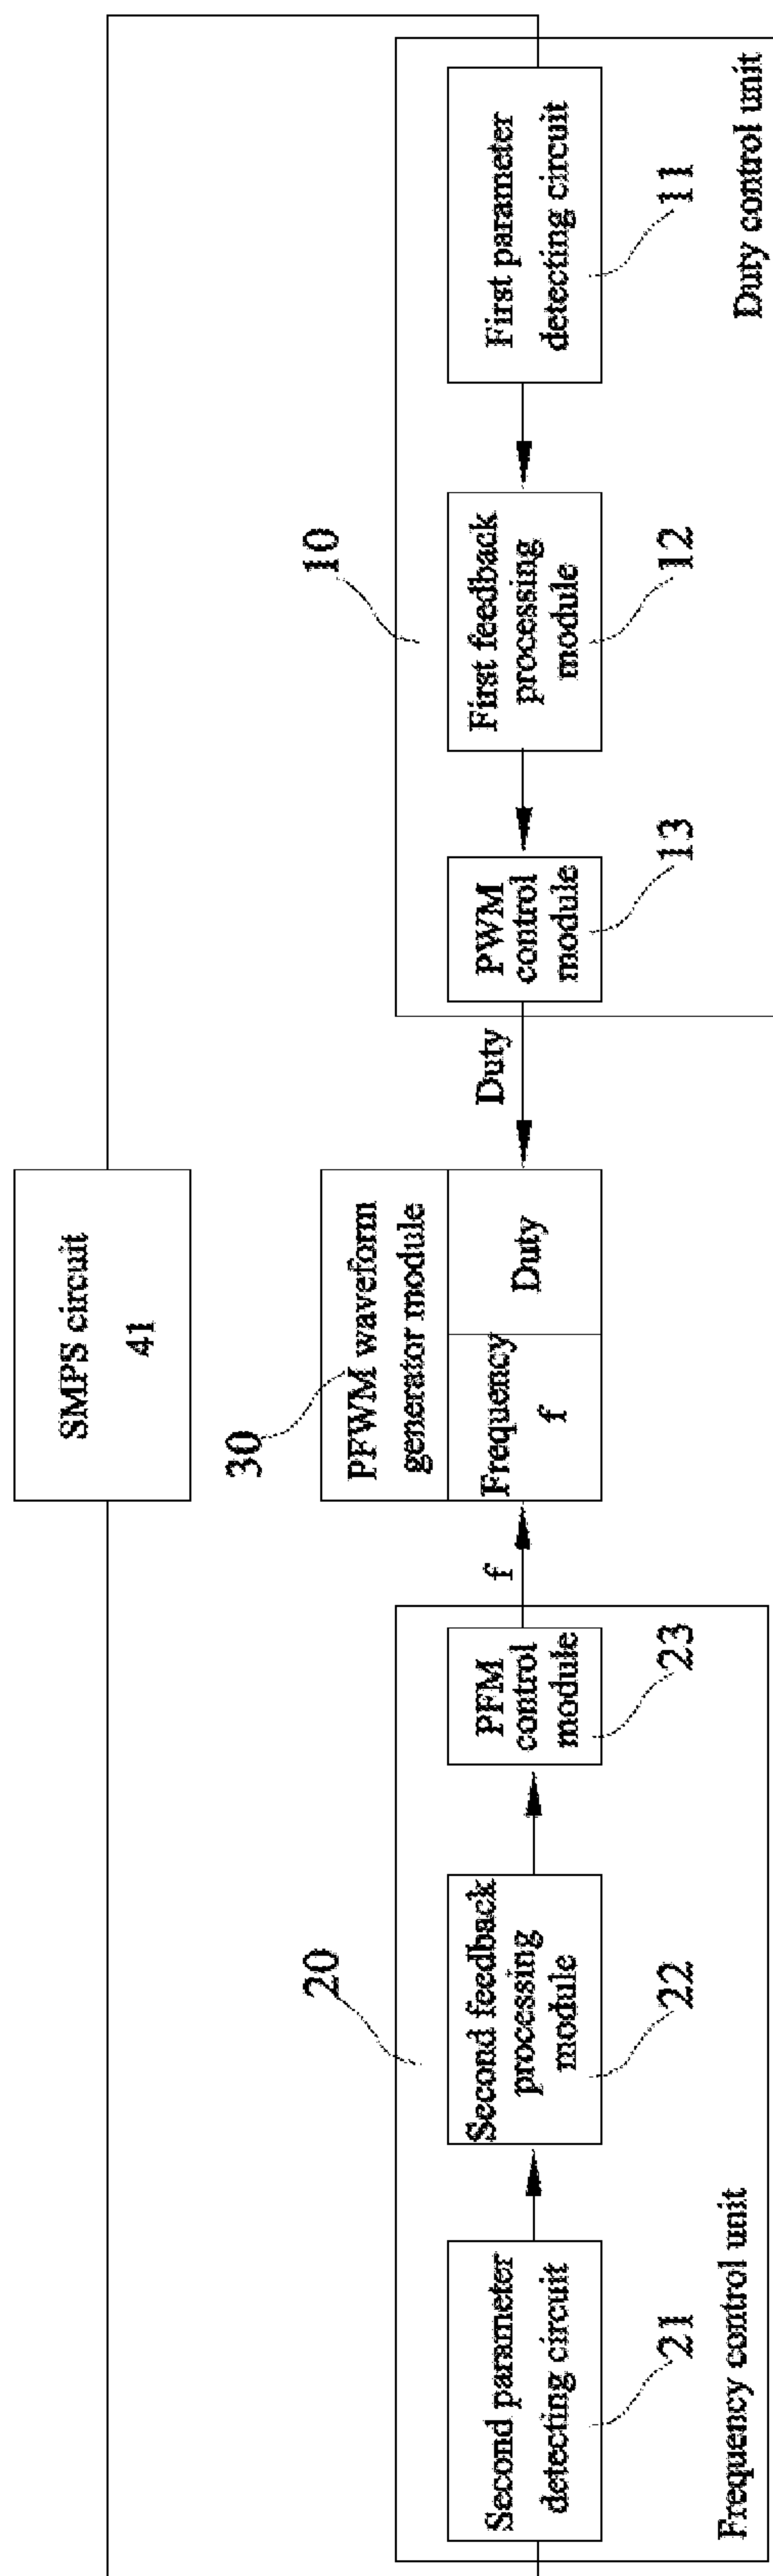 SMPS circuit
41
30
PFWM waveform
generator module
Frequency
f
Duty
20
Second parameter
detecting circuit
21
Second feedback
processing
module
22
PFM
control
module
23
f
Frequency control unit
10
Duty
PWM
control
module
13
First feedback
processing
module
12
First parameter
detecting circuit
11
Duty control unit